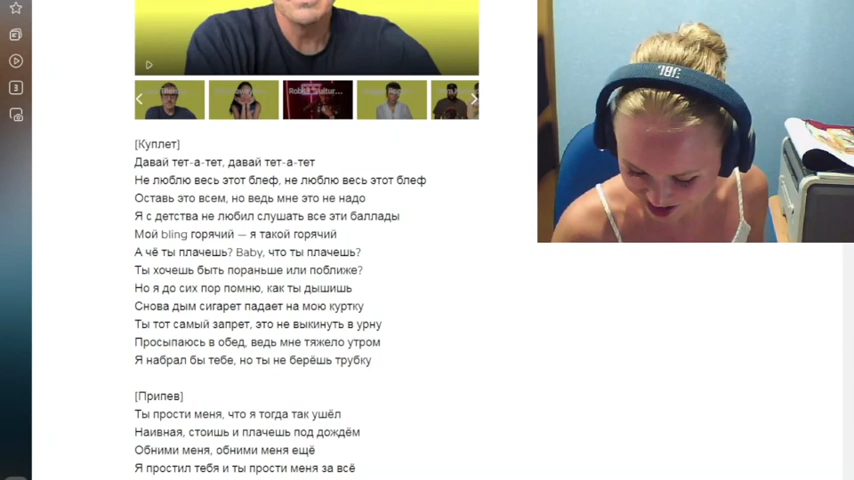 3
[Куплет]
Давай тет-а-тет, давай тет-а-тет
Не люблю весь этот блеф, не люблю весь этот блеф
Оставь это всем, но ведь мне это не надо
Я с детства не любил слушать все эти баллады
Мой bling горячий — я такой горячий
А чё ты плачешь? Baby, что ты плачешь?
Ты хочешь быть пораньше или поближе?
Но я до сих пор помню, как ты дышишь
Снова дым сигарет падает на мою куртку
Ты тот самый запрет, это не выкинуть в урну
Просыпаюсь в обед, ведь мне тяжело утром
Я набрал бы тебе, но ты не берёшь трубку
[Припев]
Ты прости меня, что я тогда так ушёл
Наивная, стоишь и плачешь под дождём
Обними меня, обними меня ещё
Я простил тебя и ты прости меня за всё
JBL